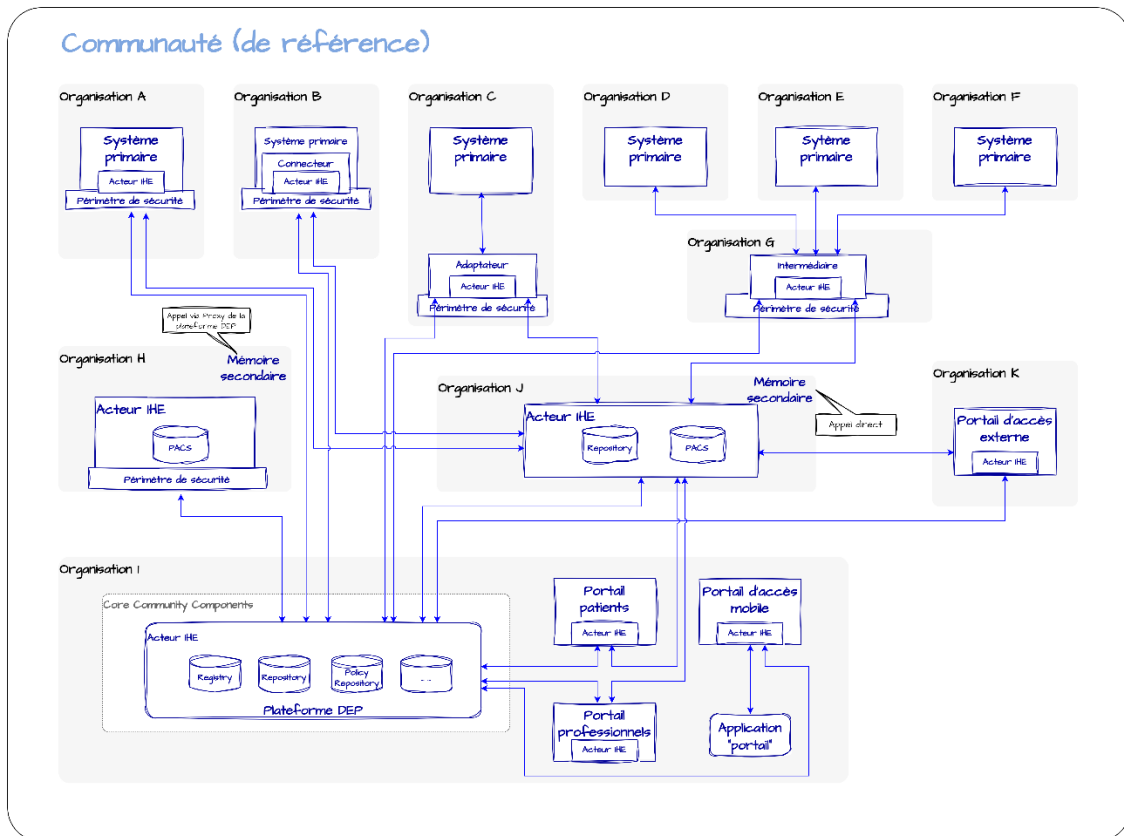 Communauté (de référence)
Organisation A
Système
primaire
Acteur IHE
Périmètre de sécurité
Organisation B
Système primaire
Connecteur
Acteur IHE
Périmètre de sécurité
Organisation C
Système
primaire
Adaptateur
Acteur IHE
Périmètre de sécurité
Organisation D
Système
primaire
Organisation E
Sytème
primaire
Organisation F
Système
primaire
Organisation G
Intermédiaire
Acteur IHE
Périmètre de sécurité
Appel via Proxy de la
plateforme DEP
Organisation H
Mémoire
secondaire
Acteur IHE
PACS
Périmètre de sécurité
Organisation J
Mémoire
secondaire
Appel direct
Acteur IHE
Repository
PACS
Organisation K
Portail d'accès
externe
Acteur IHE
Organisation I
Core Community Components
Acteur IHE
Registry
Repository
Policy
Repository
...
Plateforme DEP
Portail
patients
Acteur IHE
Portail d'accès
mobile
Acteur IHE
Portail
professionnels
Acteur IHE
Application
"portail"